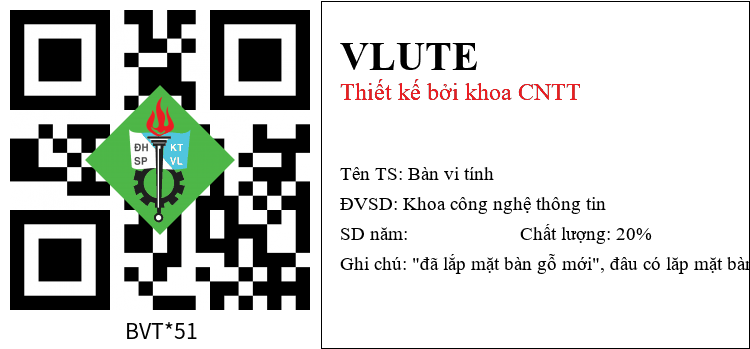 ĐH KT
SP VL
BVT*51
VLUTE
Thiết kế bởi khoa CNTT
Tên TS: Bàn vi tính
ĐVSD: Khoa công nghệ thông tin
SD năm: Chất lượng: 20%
Ghi chú: "đã lắp mặt bàn gỗ mới", đâu có lăp mặt bàn